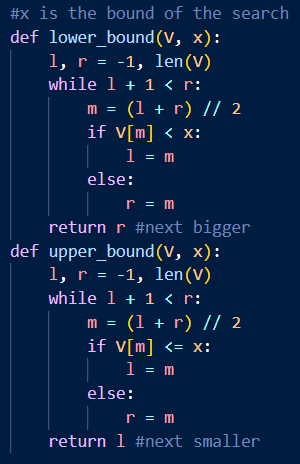 #x is the bound of the search
def lower_bound(V, x):
    l, r = -1, len(V)
    while l + 1 < r:
        m = (l + r) // 2
        if V[m] < x:
            l = m
        else:
            r = m
    return r #next bigger
def upper_bound(V, x):
    l, r = -1, len(V)
    while l + 1 < r:
        m = (l + r) // 2
        if V[m] <= x:
            l = m
        else:
            r = m
    return l #next smaller